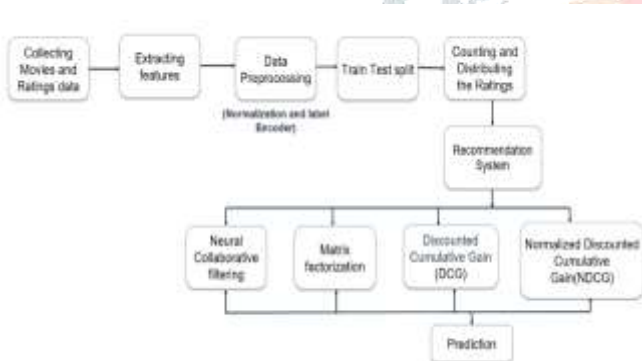 Collecting
Movies and
Ratings data
Extracting
features
Data
Preprocessing
(Normalization and label
Encoder)
Train Test split
Counting and
Distributing
the Ratings
Recommendation
System
Neural
Collaborative
filtering
Matrix
factorization
Discounted
Cumulative Gain
(DCG)
Normalized Discounted
Cumulative
Gain(NDCG)
Prediction